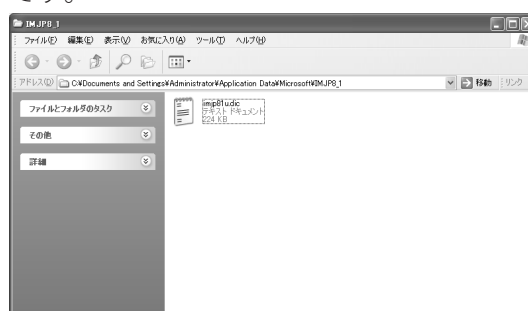 です。
IMJP8_1
ファイル(F) 編集(E) 表示(V) お気に入り(A) ツール(T) ヘルプ(H)
アドレス(D) C:¥Documents and Settings¥Administrator¥Application Data¥Microsoft¥IMJP8_1 移動 リンク
ファイルとフォルダのタスク
その他
詳細
imjp81u.dic
テキスト ドキュメント
224 KB